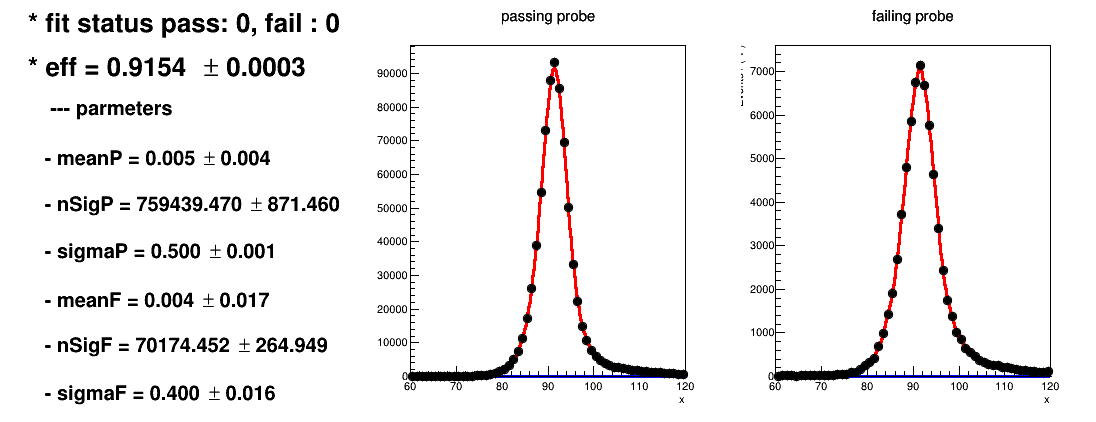 * fit status pass: 0, fail : 0
* eff = 0.9154 ± 0.0003
--- parmeters
- meanP = 0.005 ± 0.004
- nSigP = 759439.470 ± 871.460
- sigmaP = 0.500 ± 0.001
- meanF = 0.004 ± 0.017
- nSigF = 70174.452 ± 264.949
- sigmaF = 0.400 ± 0.016
passing probe
90000
80000
70000
60000
50000
40000
30000
20000
10000
0
60 70 80 90 100 110 120
x
failing probe
7000
6000
5000
4000
3000
2000
1000
0
60 70 80 90 100 110 120
x